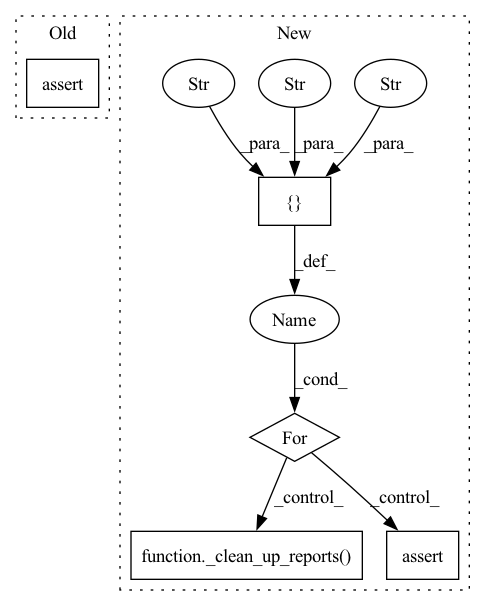 Old
New
assert
Str
Str
Str
_para_
_para_
_para_
{}
_def_
Name
_cond_
For
_control_
_control_
function._clean_up_reports()
assert